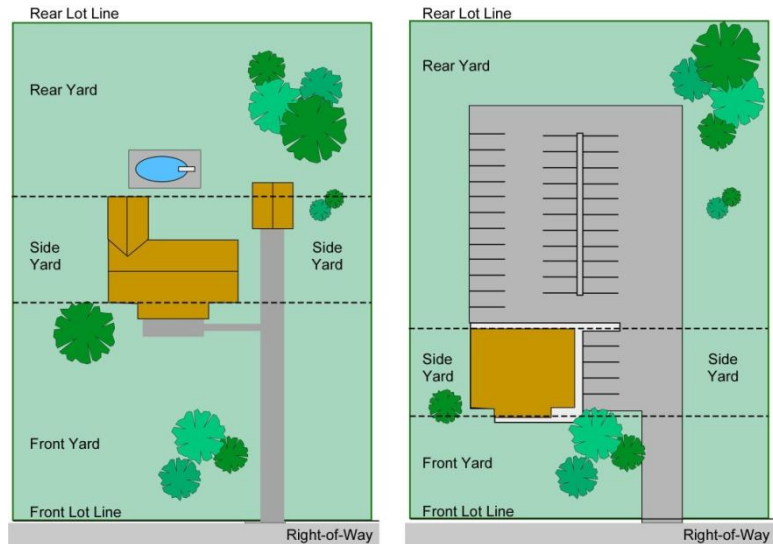 Rear Lot Line
Rear Yard
Side
Yard
Side
Yard
Front Yard
Front Lot Line
Right-of-Way
Rear Lot Line
Rear Yard
Side
Yard
Side
Yard
Front Yard
Front Lot Line
Right-of-Way